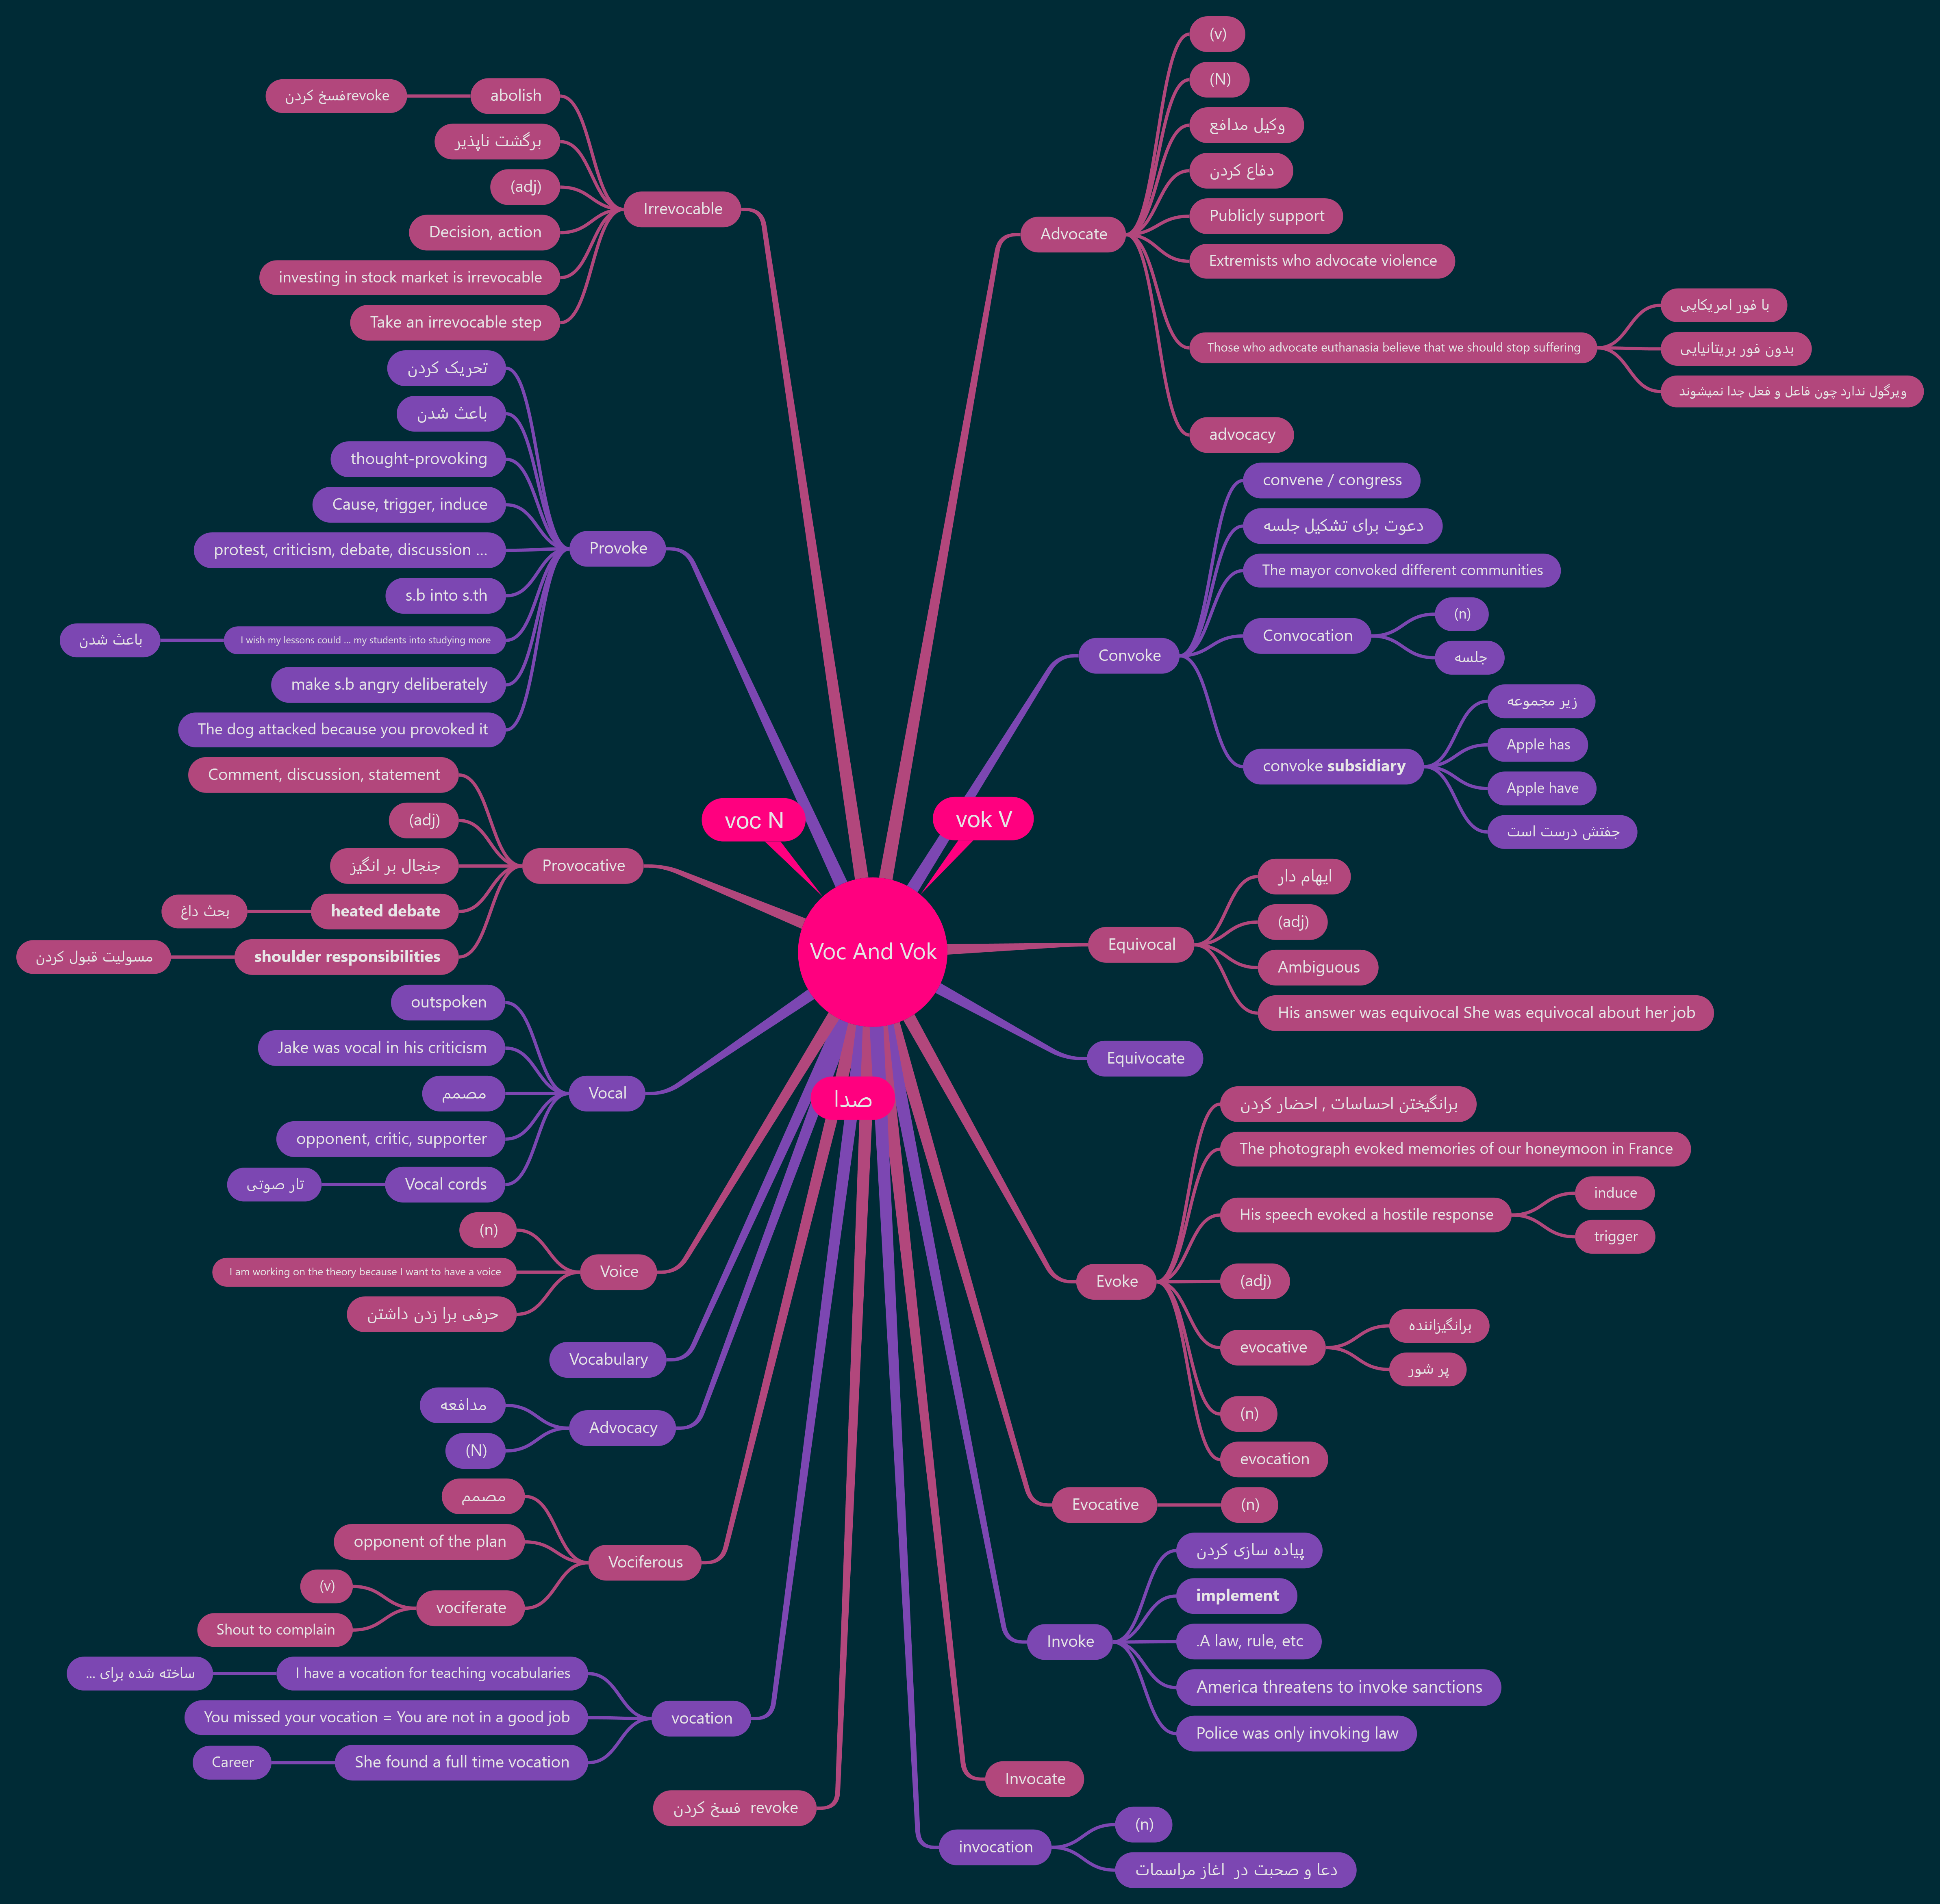 Voc And Vok
voc N
vok V
صدا
Advocate
(v)
(N)
وکیل مدافع
دفاع کردن
Publicly support
Extremists who advocate violence
Those who advocate euthanasia believe that we should stop suffering
با فور امریکایی
بدون فور بریتانیایی
ویرگول ندارد چون فاعل و فعل جدا نمیشوند
advocacy
Convoke
convene / congress
دعوت برای تشکیل جلسه
The mayor convoked different communities
Convocation
(n)
جلسه
convoke subsidiary
زیر مجموعه
Apple has
Apple have
جفتش درست است
Equivocal
ایهام دار
(adj)
Ambiguous
His answer was equivocal She was equivocal about her job
Equivocate
Evoke
برانگیختن احساسات , احضار کردن
The photograph evoked memories of our honeymoon in France
His speech evoked a hostile response
induce
trigger
(adj)
evocative
برانگیزاننده
پر شور
(n)
evocation
Evocative
(n)
Invoke
پیاده سازی کردن
implement
.A law, rule, etc
America threatens to invoke sanctions
Police was only invoking law
Invocate
invocation
(n)
دعا و صحبت در  اغاز مراسمات
Irrevocable
abolish
revokeفسخ کردن
برگشت ناپذیر
(adj)
Decision, action
investing in stock market is irrevocable
Take an irrevocable step
Provoke
تحریک کردن
باعث شدن
thought-provoking
Cause, trigger, induce
protest, criticism, debate, discussion ...
s.b into s.th
I wish my lessons could ... my students into studying more
باعث شدن
make s.b angry deliberately
The dog attacked because you provoked it
Provocative
Comment, discussion, statement
(adj)
جنجال بر انگیز
heated debate
بحث داغ
shoulder responsibilities
مسولیت قبول کردن
Vocal
outspoken
Jake was vocal in his criticism
مصمم
opponent, critic, supporter
Vocal cords
تار صوتی
Voice
(n)
I am working on the theory because I want to have a voice
حرفی برا زدن داشتن
Vocabulary
Advocacy
مدافعه
(N)
Vociferous
مصمم
opponent of the plan
vociferate
(v)
Shout to complain
vocation
I have a vocation for teaching vocabularies
ساخته شده برای ...
You missed your vocation = You are not in a good job
She found a full time vocation
Career
revoke  فسخ کردن